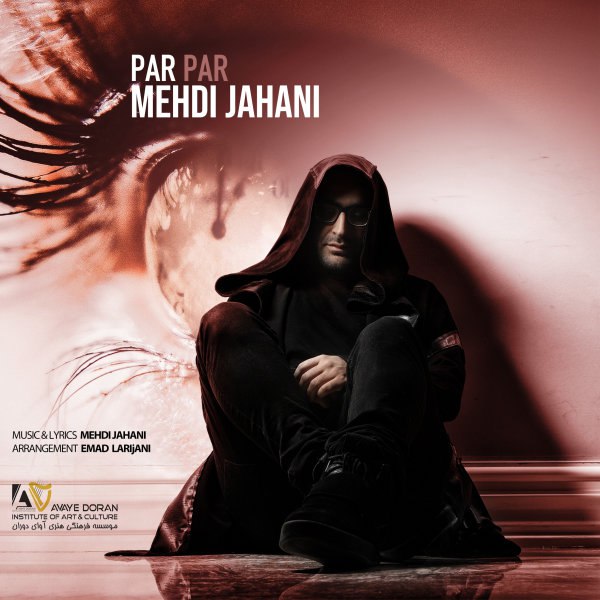 PAR PAR
MEHDI JAHANI
MUSIC & LYRICS MEHDI JAHANI
ARRANGEMENT EMAD LARIjANI
AVAYE DORAN
INSTITUTE OF ART & CULTURE
موسسه فرهنگی هنری آوای دوران